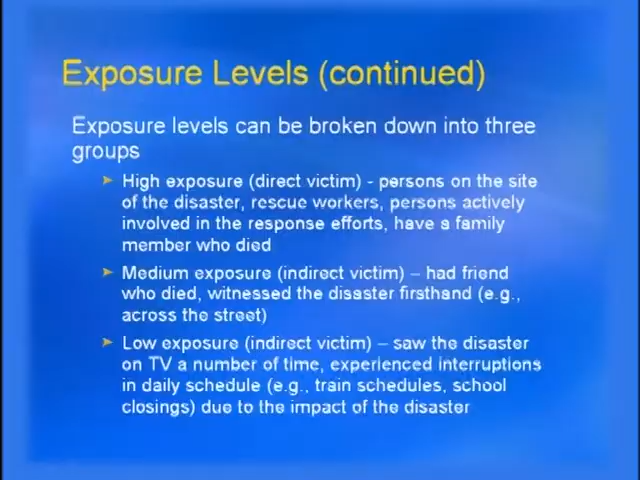 Exposure Levels (continued)
Exposure levels can be broken down into three
groups
High exposure (direct victim) - persons on the site
of the disaster, rescue workers, persons actively
involved in the response efforts, have a family
member who died
Medium exposure (indirect victim) – had friend
who died, witnessed the disaster firsthand (e.g.,
across the street)
Low exposure (indirect victim) – saw the disaster
on TV a number of time, experienced interruptions
in daily schedule (e.g., train schedules, school
closings) due to the impact of the disaster